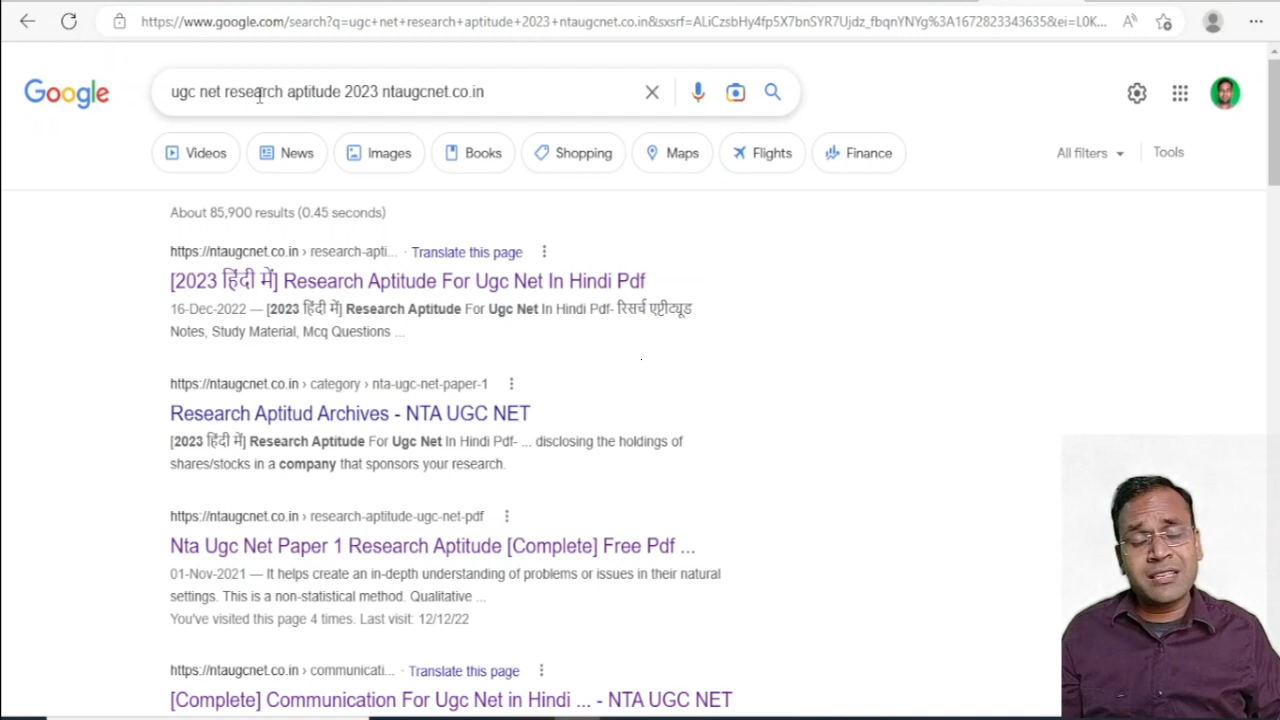 https://www.google.com/search?q=ugc+net+research+aptitude+2023+ntaugcnet.co.in&sxsrf=ALiCzsbHy4fp5X7bnSYR7Ujdz_fbqnYNYg%3A1672823343635&ei=L0K...
Google
ugc net research aptitude 2023 ntaugcnet.co.in
Videos News Images Books Shopping Maps Flights Finance All filters Tools
About 85,900 results (0.45 seconds)
https://ntaugcnet.co.in › research-apti... · Translate this page
[2023 हिंदी में] Research Aptitude For Ugc Net In Hindi Pdf
16-Dec-2022 — [2023 हिंदी में] Research Aptitude For Ugc Net In Hindi Pdf- रिसर्च एप्टीट्यूड
Notes, Study Material, Mcq Questions ...
https://ntaugcnet.co.in › category › nta-ugc-net-paper-1
Research Aptitud Archives - NTA UGC NET
[2023 हिंदी में] Research Aptitude For Ugc Net In Hindi Pdf- ... disclosing the holdings of
shares/stocks in a company that sponsors your research.
https://ntaugcnet.co.in › research-aptitude-ugc-net-pdf
Nta Ugc Net Paper 1 Research Aptitude [Complete] Free Pdf ...
01-Nov-2021 — It helps create an in-depth understanding of problems or issues in their natural
settings. This is a non-statistical method. Qualitative ...
You've visited this page 4 times. Last visit: 12/12/22
https://ntaugcnet.co.in › communicati... · Translate this page
[Complete] Communication For Ugc Net in Hindi ... - NTA UGC NET